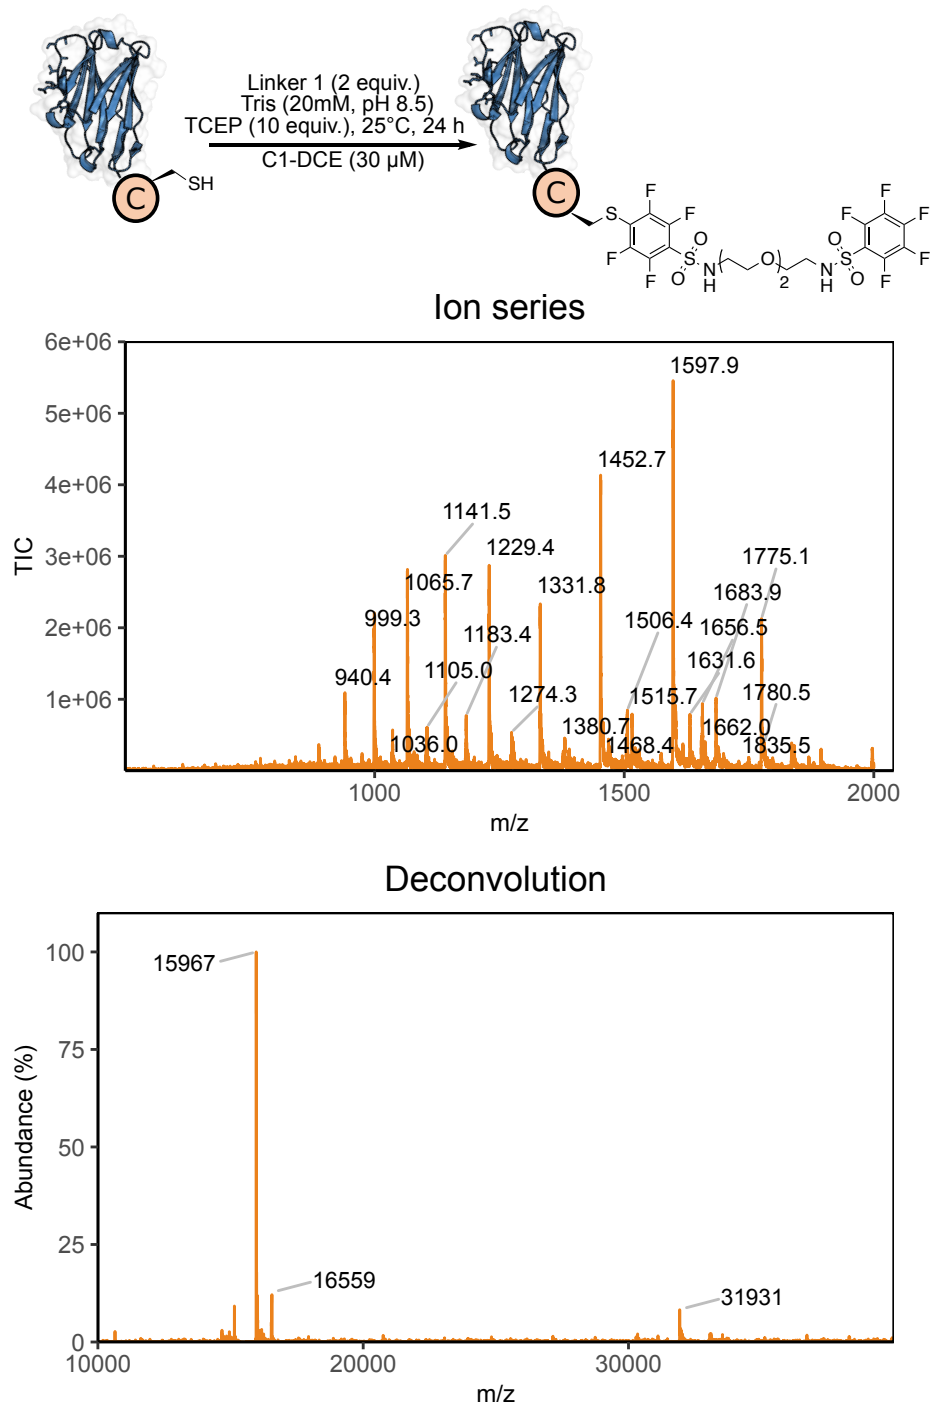 Linker 1 (2 equiv.)
Tris (20mM, pH 8.5)
TCEP (10 equiv.), 25°C, 24 h
C1-DCE (30 µM)
C
SH
C
S
F
F
F
F
S
O
O
N
H
O
2
N
H
S
O
O
F
F
F
F
F
Ion series
6e+06
5e+06
4e+06
3e+06
2e+06
1e+06
TIC
1597.9
1452.7
1141.5
1229.4
1775.1
1065.7
1331.8
1683.9
999.3
1183.4
1506.4
1656.5
940.4
1105.0
1631.6
1274.3
1515.7
1780.5
1036.0
1380.7
1662.0
1468.4
1835.5
1000
1500
2000
m/z
Deconvolution
100
75
50
25
0
Abundance (%)
15967
16559
31931
10000
20000
30000
m/z